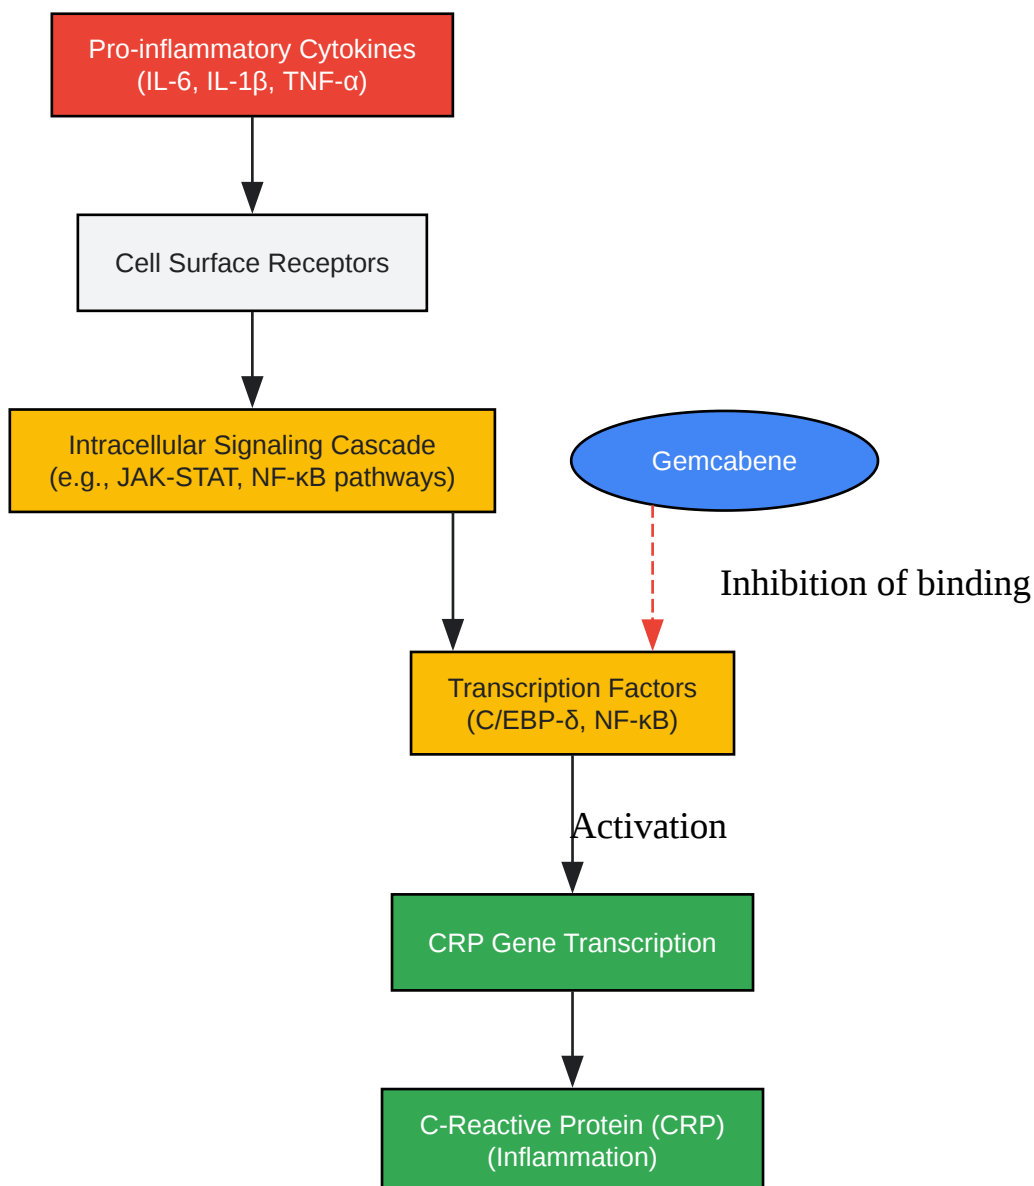 Pro-inflammatory Cytokines
(IL-6, IL-1β, TNF-α)
Cell Surface Receptors
Intracellular Signaling Cascade
(e.g., JAK-STAT, NF-κB pathways)
Gemcabene
Inhibition of binding
Transcription Factors
(C/EBP-δ, NF-κB)
Activation
CRP Gene Transcription
C-Reactive Protein (CRP)
(Inflammation)